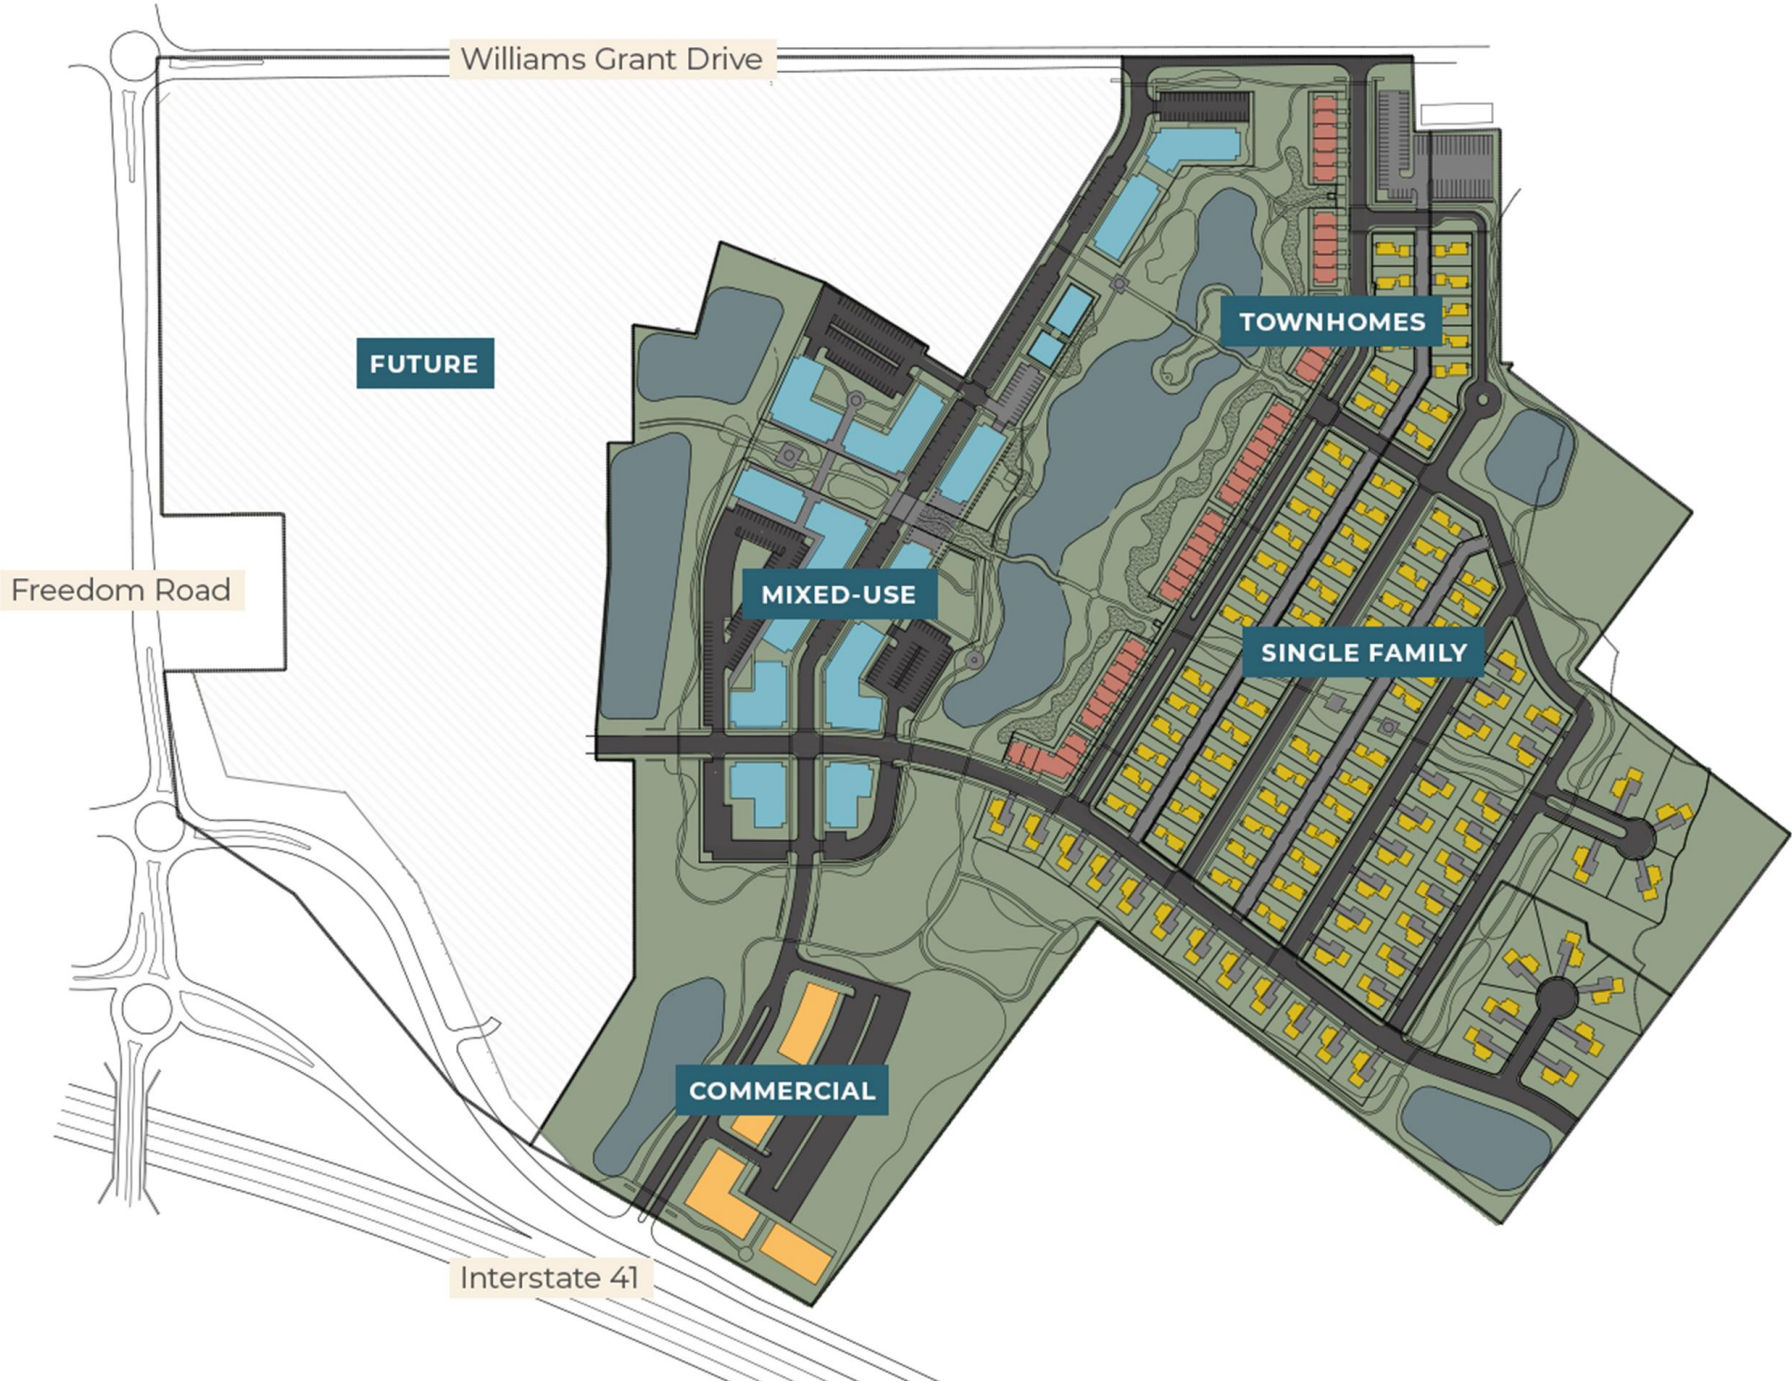 Williams Grant Drive
TOWNHOMES
FUTURE
Freedom Road
MIXED-USE
SINGLE FAMILY
COMMERCIAL
Interstate 41